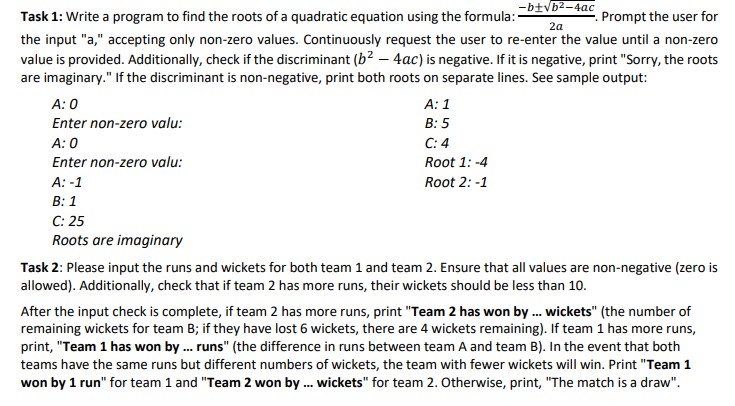 Task 1: Write a program to find the roots of a quadratic equation using the formula: −b±√b²−4ac / 2a. Prompt the user for
the input "a," accepting only non-zero values. Continuously request the user to re-enter the value until a non-zero
value is provided. Additionally, check if the discriminant (b² − 4ac) is negative. If it is negative, print "Sorry, the roots
are imaginary." If the discriminant is non-negative, print both roots on separate lines. See sample output:
A: 0
Enter non-zero valu:
A: 0
Enter non-zero valu:
A: -1
B: 1
C: 25
Roots are imaginary
A: 1
B: 5
C: 4
Root 1: -4
Root 2: -1
Task 2: Please input the runs and wickets for both team 1 and team 2. Ensure that all values are non-negative (zero is
allowed). Additionally, check that if team 2 has more runs, their wickets should be less than 10.
After the input check is complete, if team 2 has more runs, print "Team 2 has won by ... wickets" (the number of
remaining wickets for team B; if they have lost 6 wickets, there are 4 wickets remaining). If team 1 has more runs,
print, "Team 1 has won by ... runs" (the difference in runs between team A and team B). In the event that both
teams have the same runs but different numbers of wickets, the team with fewer wickets will win. Print "Team 1
won by 1 run" for team 1 and "Team 2 won by ... wickets" for team 2. Otherwise, print, "The match is a draw".